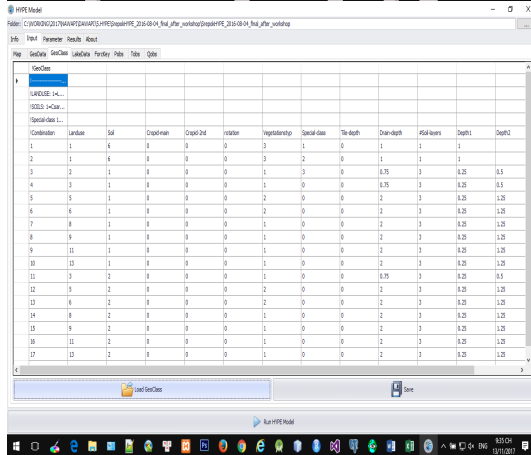 HYPE Model
Folder: C:\WORKING\2017\NAWAPI\DAWAPI\5.HYPE\SrepokHYPE_2016-08-04_final_after_workshop\SrepokHYPE_2016-08-04_final_after_workshop
Info Input Parameter Results About
Map GeoData GeoClass LakeData ForcKey Pobs Tobs Qobs
!GeoClass
!LANDUSE: 1=L...
!SOILS: 1=Coar...
!Special-class 1...
!Combination Landuse Soil Cropid-main Cropid-2nd rotation Vegetationstyp Special-class Tile-depth Drain-depth #Soil-layers Depth1 Depth2
1 1 6 0 0 0 3 1 0 1 1 1
2 1 6 0 0 0 3 2 0 1 1 1
3 2 1 0 0 0 1 3 0 0.75 3 0.25 0.5
4 3 1 0 0 0 1 0 0 0.75 3 0.25 0.5
5 5 1 0 0 0 2 0 0 2 3 0.25 1.25
6 6 1 0 0 0 2 0 0 2 3 0.25 1.25
7 8 1 0 0 0 1 0 0 2 3 0.25 1.25
8 9 1 0 0 0 1 0 0 2 3 0.25 1.25
9 11 1 0 0 0 1 0 0 2 3 0.25 1.25
10 13 1 0 0 0 1 0 0 2 3 0.25 1.25
11 3 2 0 0 0 1 0 0 0.75 3 0.25 0.5
12 5 2 0 0 0 2 0 0 2 3 0.25 1.25
13 6 2 0 0 0 2 0 0 2 3 0.25 1.25
14 8 2 0 0 0 1 0 0 2 3 0.25 1.25
15 9 2 0 0 0 1 0 0 2 3 0.25 1.25
16 11 2 0 0 0 1 0 0 2 3 0.25 1.25
17 13 2 0 0 0 1 0 0 2 3 0.25 1.25
Load GeoClass Save
Run HYPE Model
ENG 9:35 CH
13/11/2017